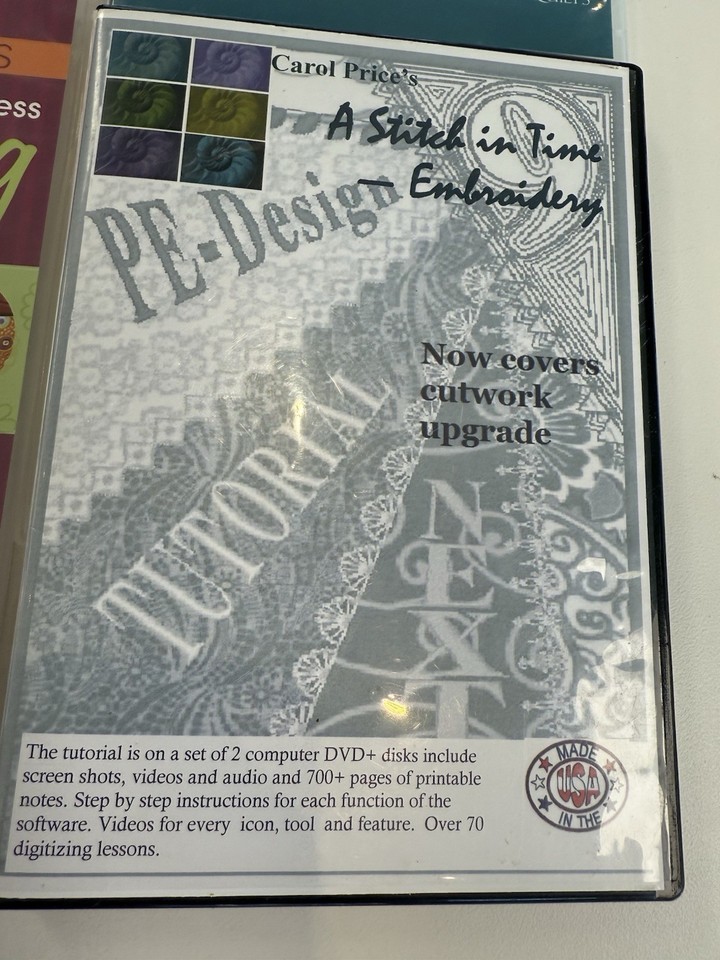 QUILTS
S
ess
g
Carol Price's
A Stitch in Time
— Embroidery
PE-Design
Now covers
cutwork
upgrade
TUTORIAL
NEXT
The tutorial is on a set of 2 computer DVD+ disks include
screen shots, videos and audio and 700+ pages of printable
notes. Step by step instructions for each function of the
software. Videos for every icon, tool and feature. Over 70
digitizing lessons.
MADE
USA
IN THE